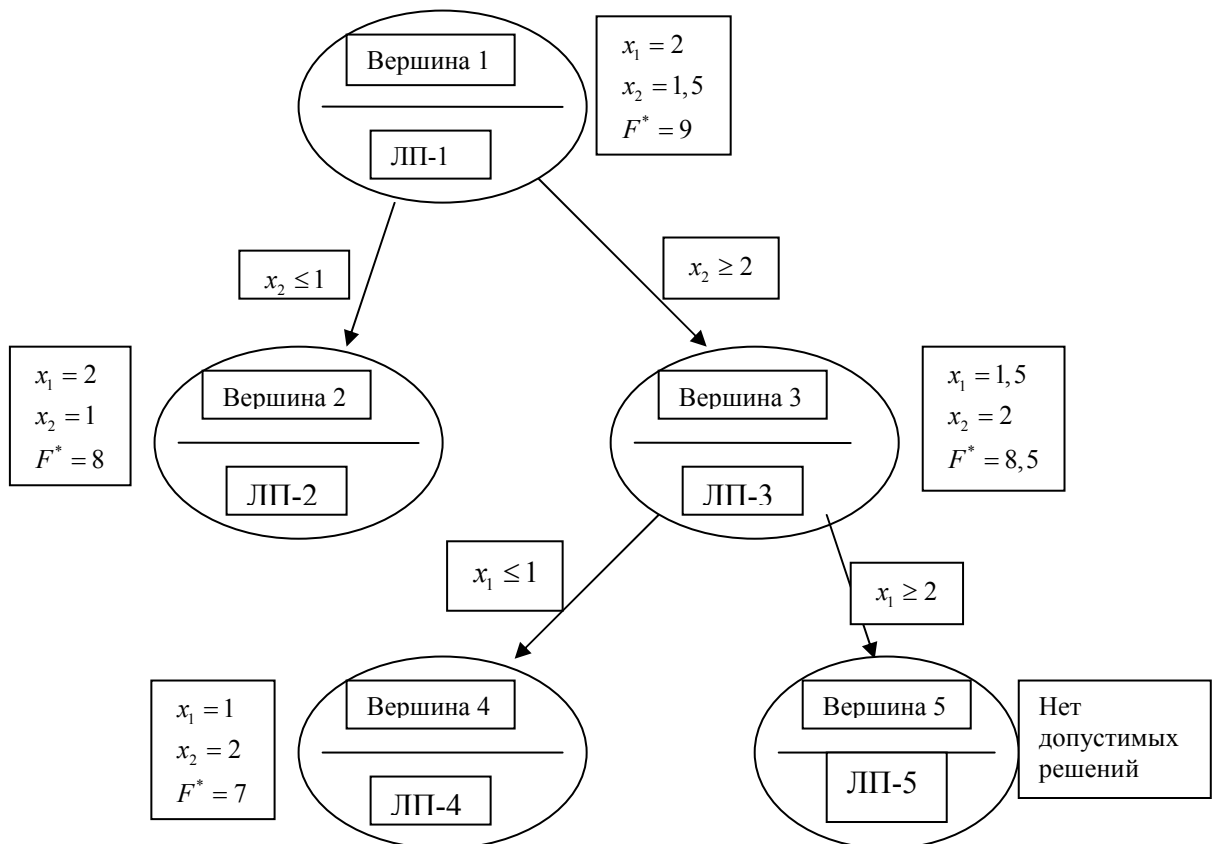 Вершина 1
ЛП-1
x₁ = 2
x₂ = 1,5
F* = 9
x₂ ≤ 1
x₂ ≥ 2
x₁ = 2
x₂ = 1
F* = 8
Вершина 2
ЛП-2
Вершина 3
ЛП-3
x₁ = 1,5
x₂ = 2
F* = 8,5
x₁ ≤ 1
x₁ ≥ 2
x₁ = 1
x₂ = 2
F* = 7
Вершина 4
ЛП-4
Вершина 5
ЛП-5
Нет
допустимых
решений